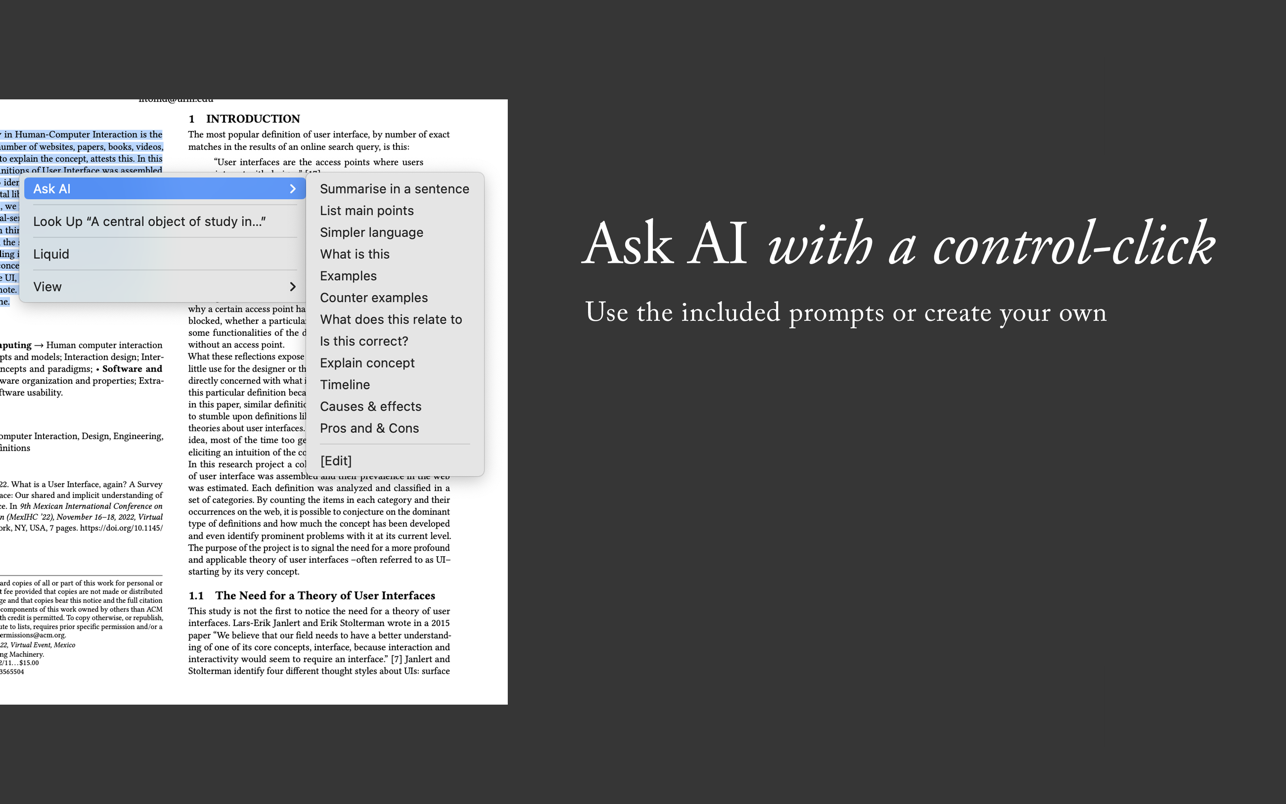 y in Human-Computer Interaction is the
number of websites, papers, books, videos,
to explain the concept, attests this. In this
nitions of User Interface was assembled
ider
tal lil
, we
al-se
n thi
the i
ling i
once
e UI,
note.
ne.
nputing → Human computer interaction
pts and models; Interaction design; Inter-
ncepts and paradigms; • Software and
ware organization and properties; Extra-
ftware usability.
omputer Interaction, Design, Engineering,
finitions
22. What is a User Interface, again? A Survey
ace: Our shared and implicit understanding of
ce. In 9th Mexican International Conference on
n (MexIHC ’22), November 16–18, 2022, Virtual
ork, NY, USA, 7 pages. https://doi.org/10.1145/
ard copies of all or part of this work for personal or
t fee provided that copies are not made or distributed
ge and that copies bear this notice and the full citation
components of this work owned by others than ACM
th credit is permitted. To copy otherwise, or republish,
ute to lists, requires prior specific permission and/or a
ermissions@acm.org.
22, Virtual Event, Mexico
ng Machinery.
2/11...$15.00
3565504
1 INTRODUCTION
The most popular definition of user interface, by number of exact
matches in the results of an online search query, is this:
“User interfaces are the access points where users
why a certain access point ha
blocked, whether a particula
some functionalities of the d
without an access point.
What these reflections expose
little use for the designer or th
directly concerned with what i
this particular definition beca
in this paper, similar definitio
to stumble upon definitions lil
theories about user interfaces.
idea, most of the time too ge
eliciting an intuition of the co
In this research project a col
of user interface was assembled and their prevalence in the web
was estimated. Each definition was analyzed and classified in a
set of categories. By counting the items in each category and their
occurrences on the web, it is possible to conjecture on the dominant
type of definitions and how much the concept has been developed
and even identify prominent problems with it at its current level.
The purpose of the project is to signal the need for a more profound
and applicable theory of user interfaces –often referred to as UI–
starting by its very concept.
1.1 The Need for a Theory of User Interfaces
This study is not the first to notice the need for a theory of user
interfaces. Lars-Erik Janlert and Erik Stolterman wrote in a 2015
paper “We believe that our field needs to have a better understand-
ing of one of its core concepts, interface, because interaction and
interactivity would seem to require an interface.” [7] Janlert and
Stolterman identify four different thought styles about UIs: surface
Ask AI
Look Up “A central object of study in...”
Liquid
View
Summarise in a sentence
List main points
Simpler language
What is this
Examples
Counter examples
What does this relate to
Is this correct?
Explain concept
Timeline
Causes & effects
Pros and & Cons
[Edit]
Ask AI with a control-click
Use the included prompts or create your own